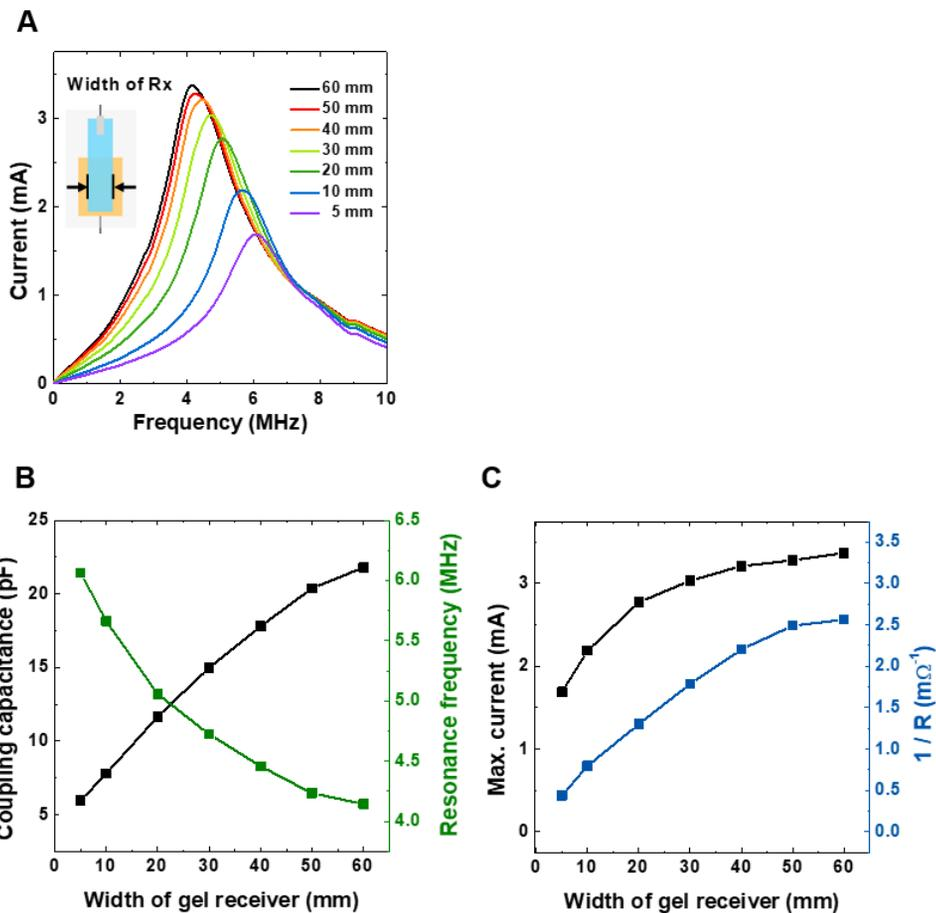 A
Width of Rx
60 mm
50 mm
40 mm
30 mm
20 mm
10 mm
5 mm
3
2
1
0
Current (mA)
0 2 4 6 8 10
Frequency (MHz)
B
25
20
15
10
5
Coupling capacitance (pF)
6.5
6.0
5.5
5.0
4.5
4.0
Resonance frequency (MHz)
0 10 20 30 40 50 60
Width of gel receiver (mm)
C
3
2
1
0
Max. current (mA)
3.5
3.0
2.5
2.0
1.5
1.0
0.5
0.0
1 / R (mΩ⁻¹)
0 10 20 30 40 50 60
Width of gel receiver (mm)